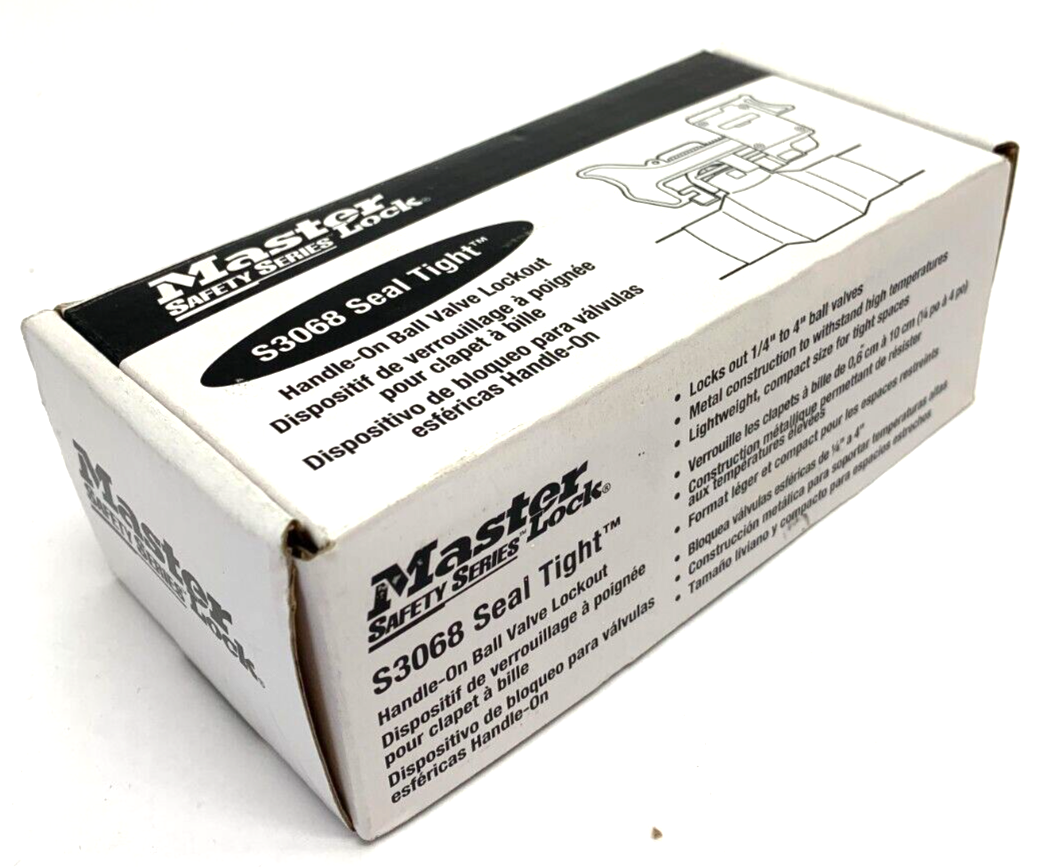 Master
Lock®
SAFETY SERIES™
S3068 Seal Tight™
Handle-On Ball Valve Lockout
Dispositif de verrouillage à poignée
pour clapet à bille
Dispositivo de bloqueo para válvulas
esféricas Handle-On
Master
Lock®
SAFETY SERIES™
Master
Lock®
SAFETY SERIES™
S3068 Seal Tight™
Handle-On Ball Valve Lockout
Dispositif de verrouillage à poignée
pour clapet à bille
Dispositivo de bloqueo para válvulas
esféricas Handle-On
• Locks out 1/4" to 4" ball valves
• Metal construction to withstand high temperatures
• Lightweight, compact size for tight spaces
• Verrouille les clapets à bille de 0,6 cm à 10 cm (¼ po à 4 po)
• Construction métallique permettant de résister
aux températures élevées
• Format léger et compact pour les espaces restreints
• Bloquea válvulas esféricas de ¼" a 4"
• Construcción metálica para soportar temperaturas altas
• Tamaño liviano y compacto para espacios estrechos